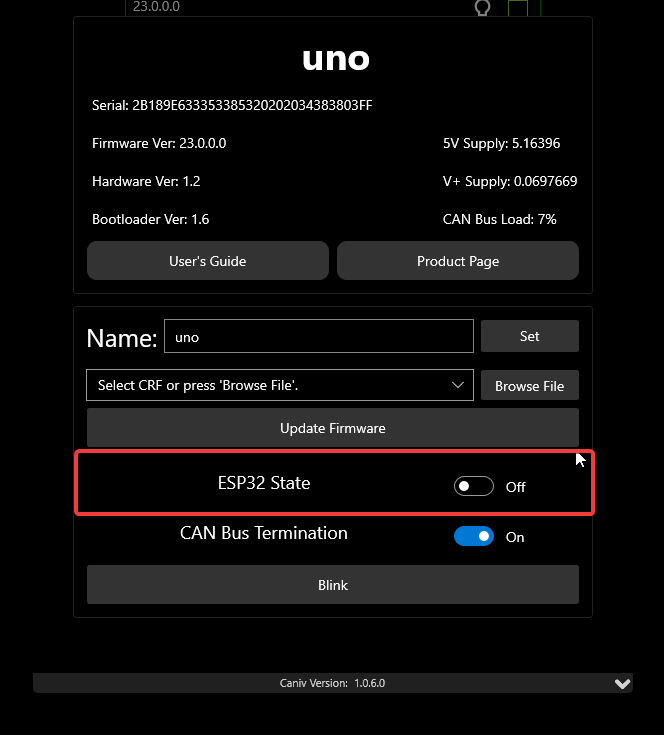 23.0.0.0
uno
Serial: 2B189E6333533853202020343838​03FF
Firmware Ver: 23.0.0.0
5V Supply: 5.16396
Hardware Ver: 1.2
V+ Supply: 0.0697669
Bootloader Ver: 1.6
CAN Bus Load: 7%
User's Guide
Product Page
Name:
uno
Set
Select CRF or press 'Browse File'.
Browse File
Update Firmware
ESP32 State
Off
CAN Bus Termination
On
Blink
Caniv Version: 1.0.6.0